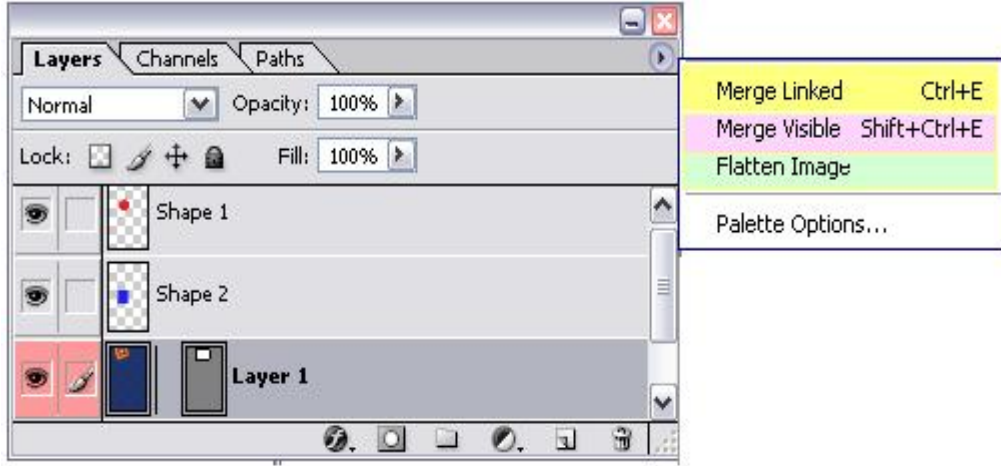 Layers Channels Paths
Normal Opacity: 100%
Lock: Fill: 100%
Shape 1
Shape 2
Layer 1
Merge Linked Ctrl+E
Merge Visible Shift+Ctrl+E
Flatten Image
Palette Options...